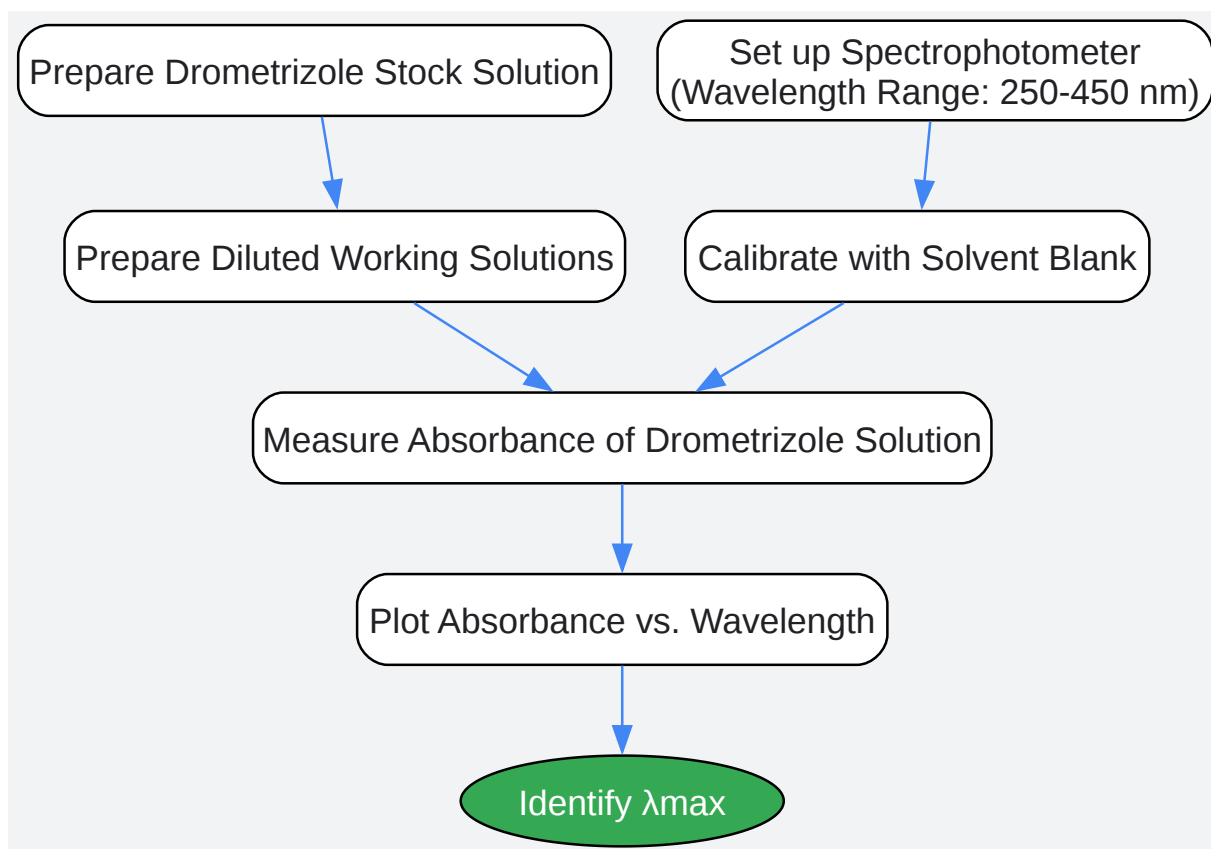 Prepare Drometrizole Stock Solution
Set up Spectrophotometer
(Wavelength Range: 250-450 nm)
Prepare Diluted Working Solutions
Calibrate with Solvent Blank
Measure Absorbance of Drometrizole Solution
Plot Absorbance vs. Wavelength
Identify λmax